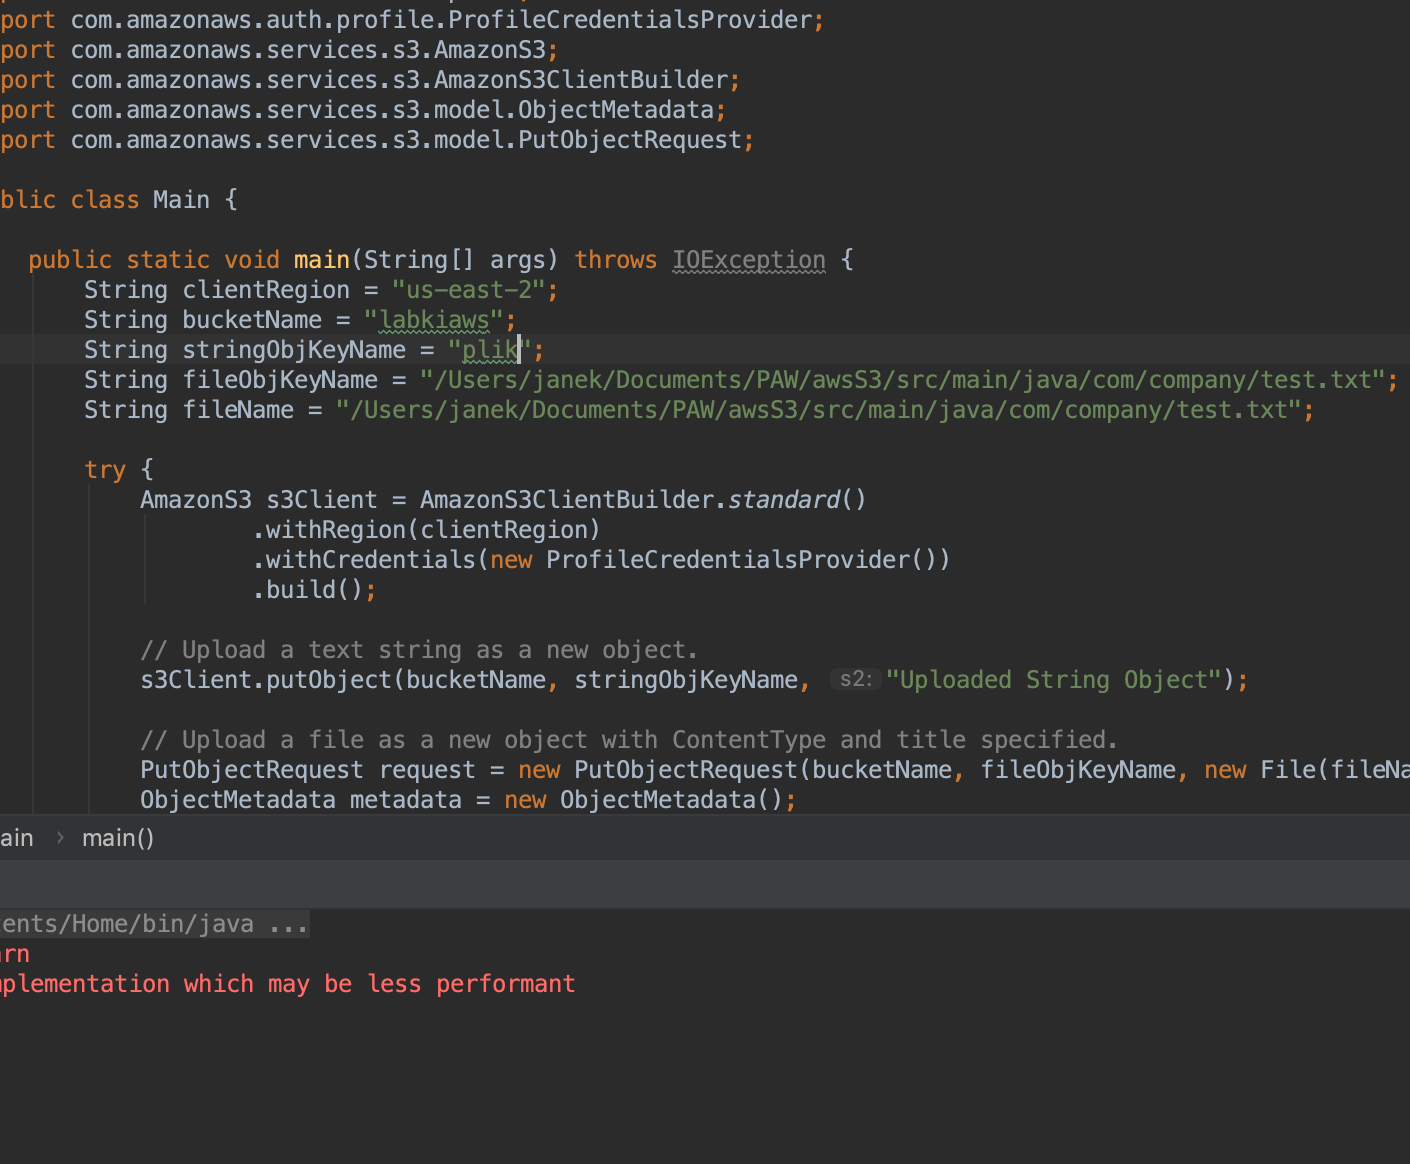 port com.amazonaws.auth.profile.ProfileCredentialsProvider;
port com.amazonaws.services.s3.AmazonS3;
port com.amazonaws.services.s3.AmazonS3ClientBuilder;
port com.amazonaws.services.s3.model.ObjectMetadata;
port com.amazonaws.services.s3.model.PutObjectRequest;
blic class Main {
public static void main(String[] args) throws IOException {
String clientRegion = "us-east-2";
String bucketName = "labkiaws";
String stringObjKeyName = "plik";
String fileObjKeyName = "/Users/janek/Documents/PAW/awsS3/src/main/java/com/company/test.txt";
String fileName = "/Users/janek/Documents/PAW/awsS3/src/main/java/com/company/test.txt";
try {
AmazonS3 s3Client = AmazonS3ClientBuilder.standard()
.withRegion(clientRegion)
.withCredentials(new ProfileCredentialsProvider())
.build();
// Upload a text string as a new object.
s3Client.putObject(bucketName, stringObjKeyName, s2: "Uploaded String Object");
// Upload a file as a new object with ContentType and title specified.
PutObjectRequest request = new PutObjectRequest(bucketName, fileObjKeyName, new File(fileNa
ObjectMetadata metadata = new ObjectMetadata();
ain › main()
ents/Home/bin/java ...
arn
mplementation which may be less performant